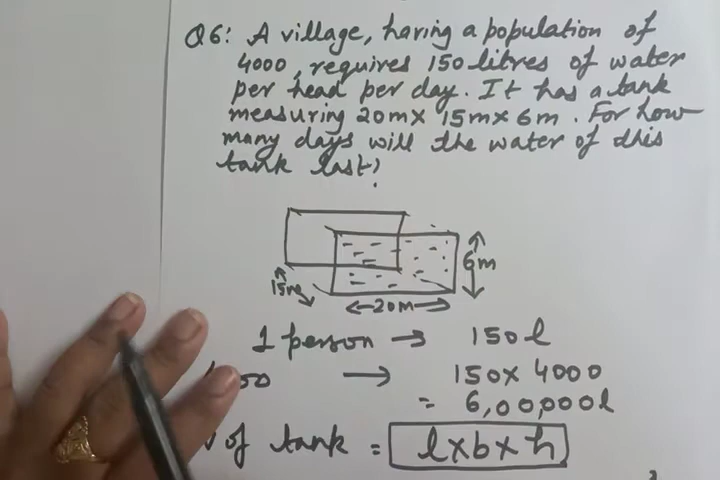 Q6: A village, having a population of
4000, requires 150 litres of water
per head per day. It has a tank
measuring 20m x 15m x 6m. For how
many days will the water of this
tank last?
6m
15m
20m
1 person → 150l
→ 150 x 4000
= 6,00,000l
of tank = l x b x h